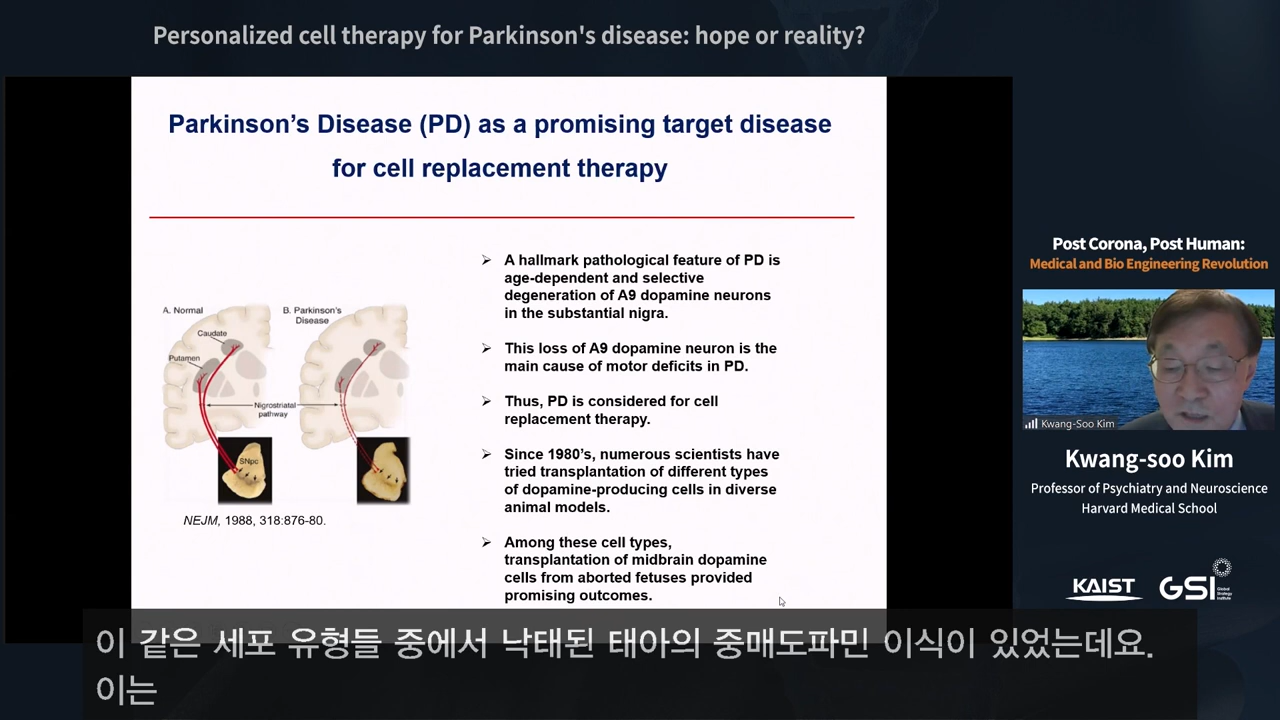 Personalized cell therapy for Parkinson's disease: hope or reality?
Parkinson's Disease (PD) as a promising target disease
for cell replacement therapy
A. Normal
B. Parkinson's
Disease
Caudate
Putamen
Nigrostriatal
pathway
SNpc
NEJM, 1988, 318:876-80.
➢ A hallmark pathological feature of PD is
age-dependent and selective
degeneration of A9 dopamine neurons
in the substantial nigra.
➢ This loss of A9 dopamine neuron is the
main cause of motor deficits in PD.
➢ Thus, PD is considered for cell
replacement therapy.
➢ Since 1980's, numerous scientists have
tried transplantation of different types
of dopamine-producing cells in diverse
animal models.
➢ Among these cell types,
transplantation of midbrain dopamine
cells from aborted fetuses provided
promising outcomes.
Post Corona, Post Human:
Medical and Bio Engineering Revolution
Kwang-Soo Kim
Kwang-soo Kim
Professor of Psychiatry and Neuroscience
Harvard Medical School
KAIST
GSI
Global
Strategy
Institute
이 같은 세포 유형들 중에서 낙태된 태아의 중매도파민 이식이 있었는데요.
이는